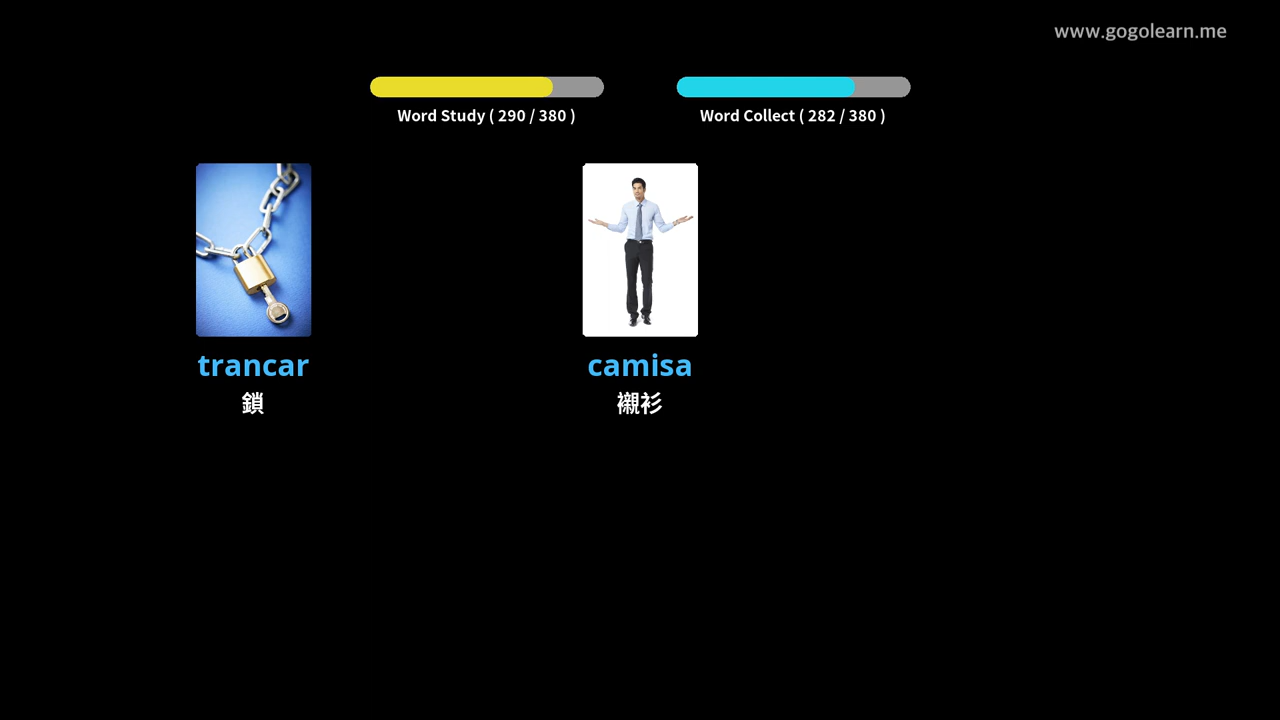 www.gogolearn.me
Word Study ( 290 / 380 )
Word Collect ( 282 / 380 )
trancar
鎖
camisa
襯衫